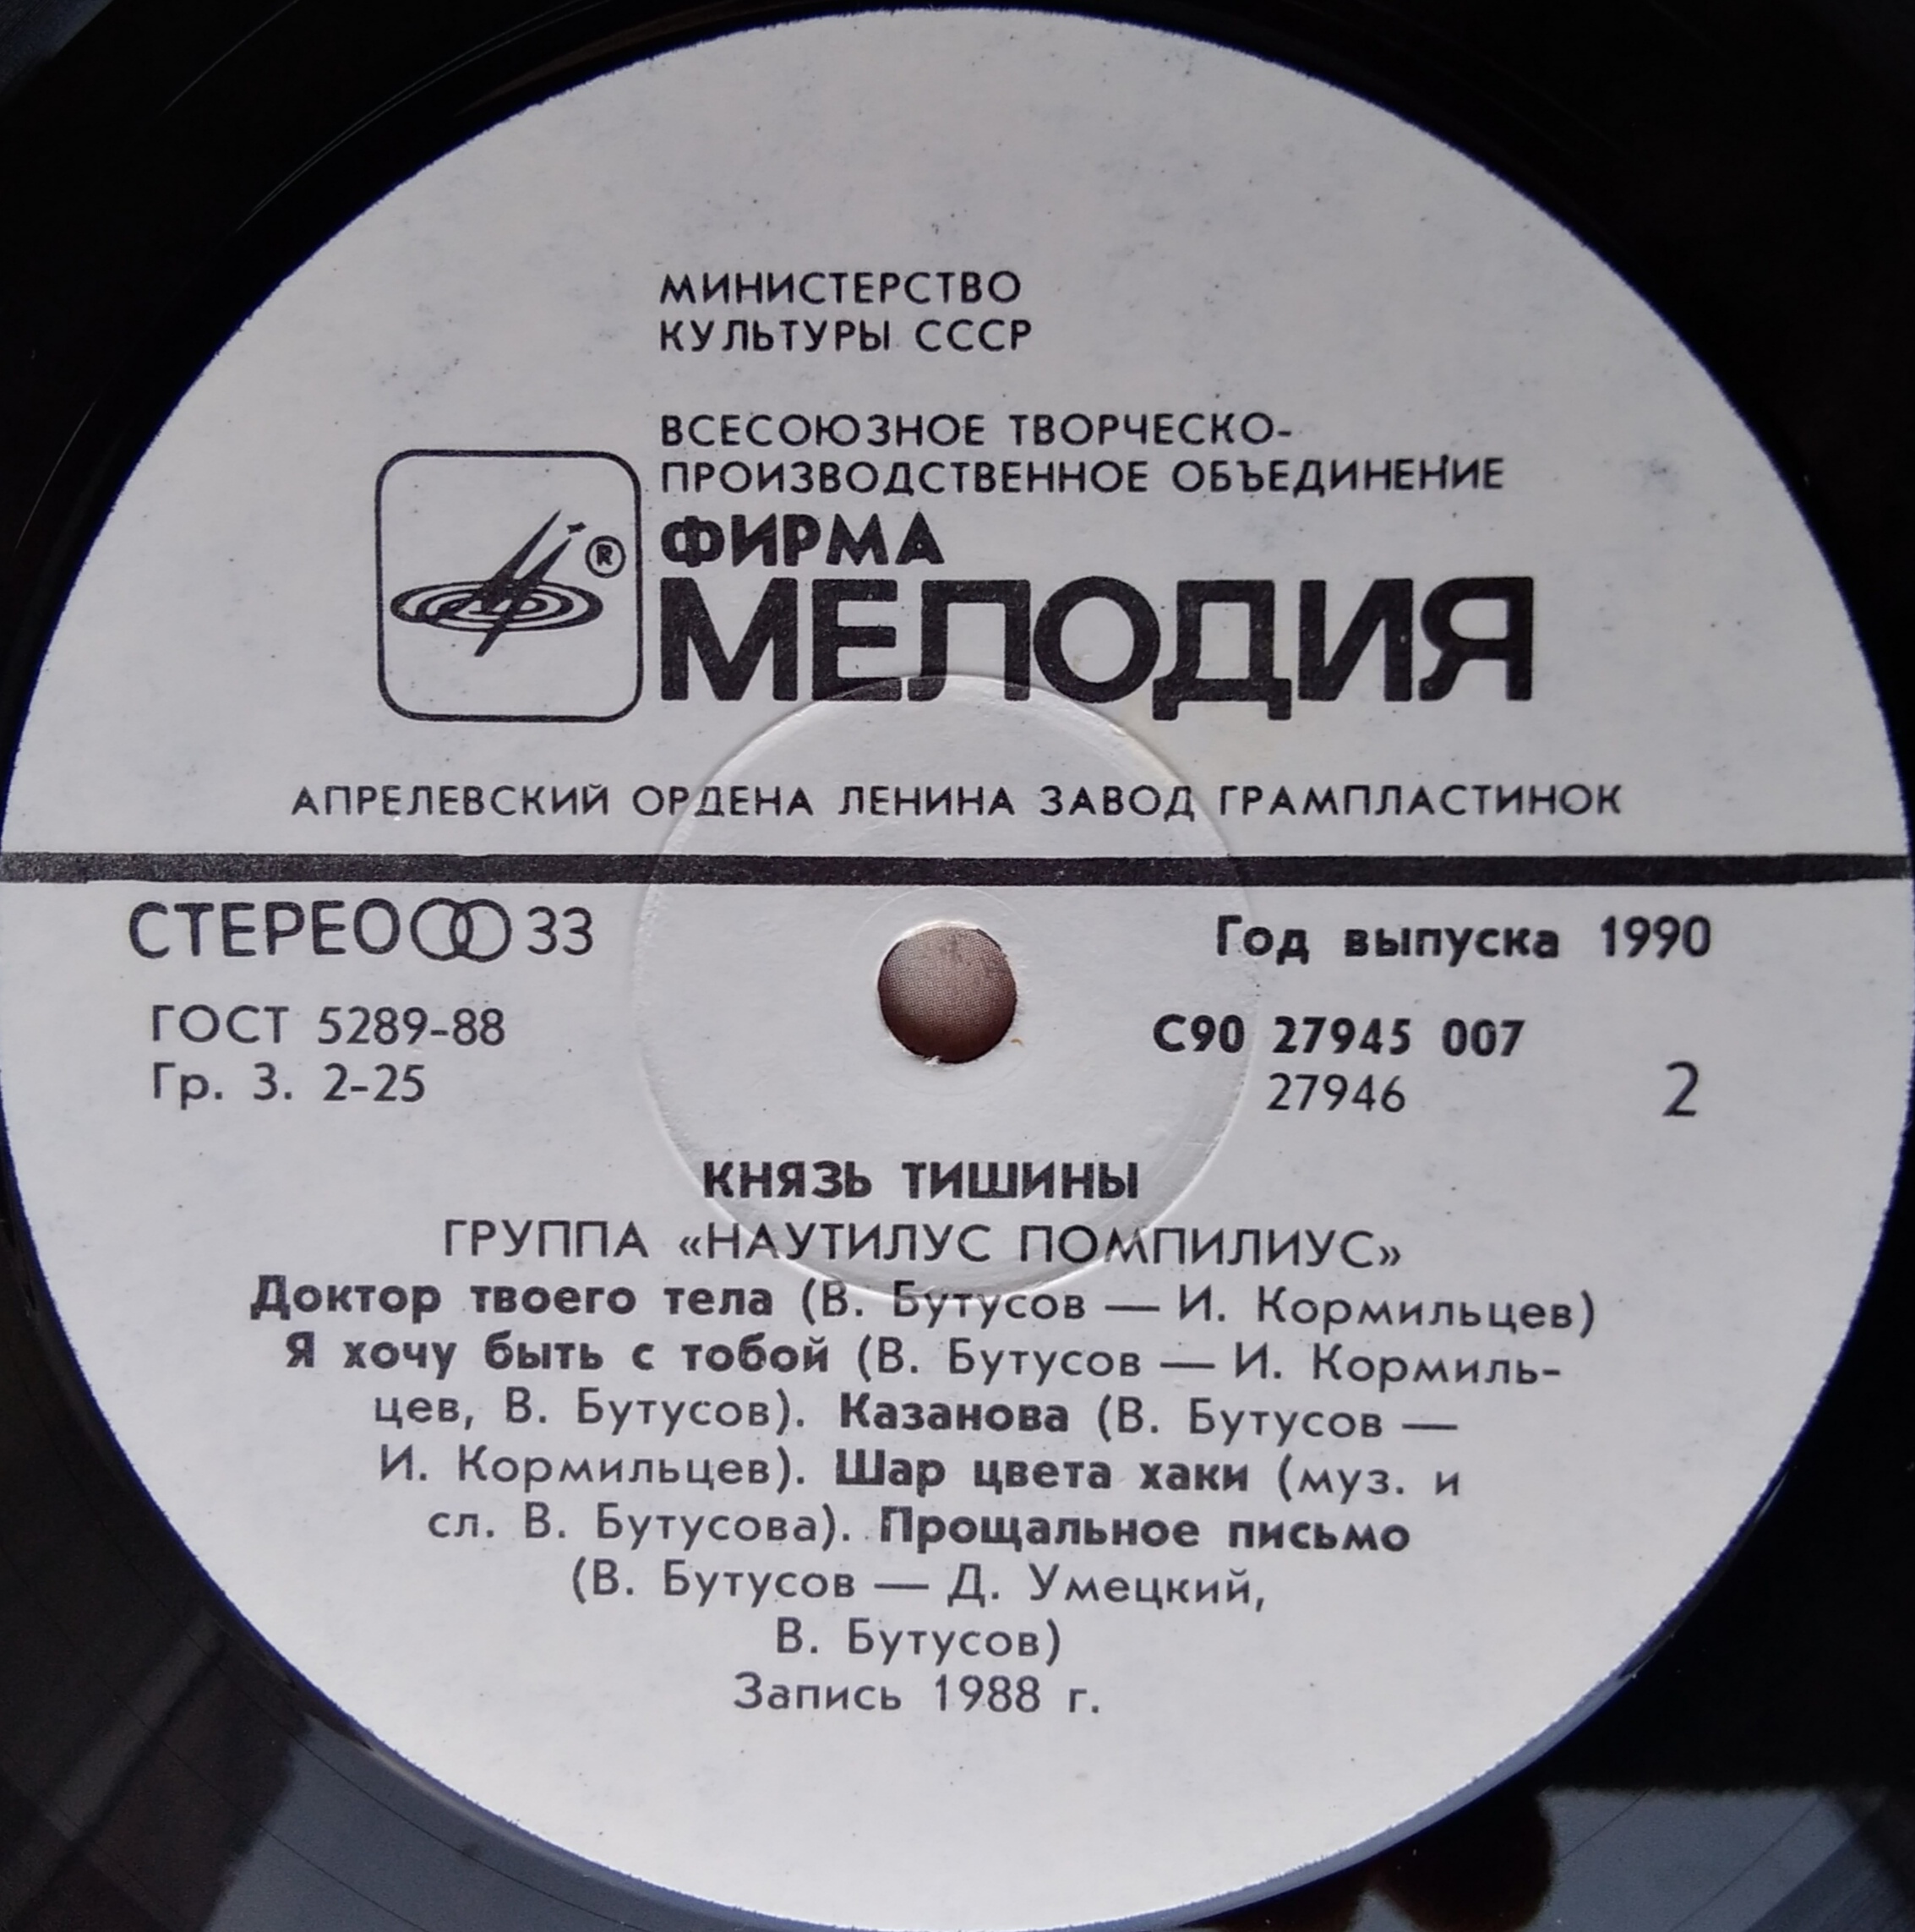 МИНИСТЕРСТВО
КУЛЬТУРЫ СССР
ВСЕСОЮЗНОЕ ТВОРЧЕСКО-
ПРОИЗВОДСТВЕННОЕ ОБЪЕДИНЕНИЕ
ФИРМА
®
МЕЛОДИЯ
АПРЕЛЕВСКИЙ ОРДЕНА ЛЕНИНА ЗАВОД ГРАМПЛАСТИНОК
СТЕРЕО 33
Год выпуска 1990
ГОСТ 5289-88
С90 27945 007
Гр. 3. 2-25
27946
2
КНЯЗЬ ТИШИНЫ
ГРУППА «НАУТИЛУС ПОМПИЛИУС»
Доктор твоего тела (В. Бутусов — И. Кормильцев)
Я хочу быть с тобой (В. Бутусов — И. Кормиль-
цев, В. Бутусов). Казанова (В. Бутусов —
И. Кормильцев). Шар цвета хаки (муз. и
сл. В. Бутусова). Прощальное письмо
(В. Бутусов — Д. Умецкий,
В. Бутусов)
Запись 1988 г.